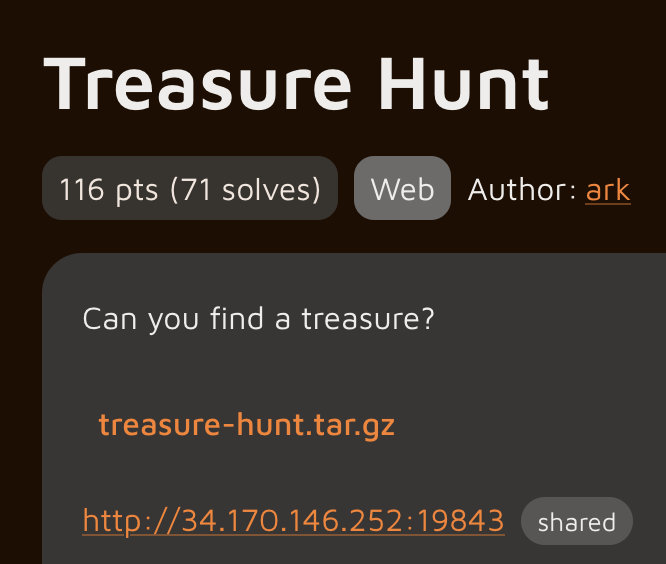 Treasure Hunt
116 pts (71 solves) Web Author: ark
Can you find a treasure?
treasure-hunt.tar.gz
http://34.170.146.252:19843 shared